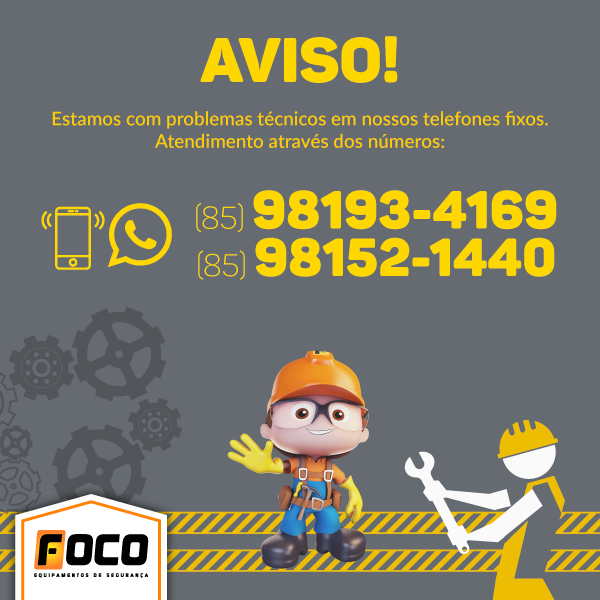 AVISO!
Estamos com problemas técnicos em nossos telefones fixos.
Atendimento através dos números:
(85) 98193-4169
(85) 98152-1440
FOCO
EQUIPAMENTOS DE SEGURANÇA